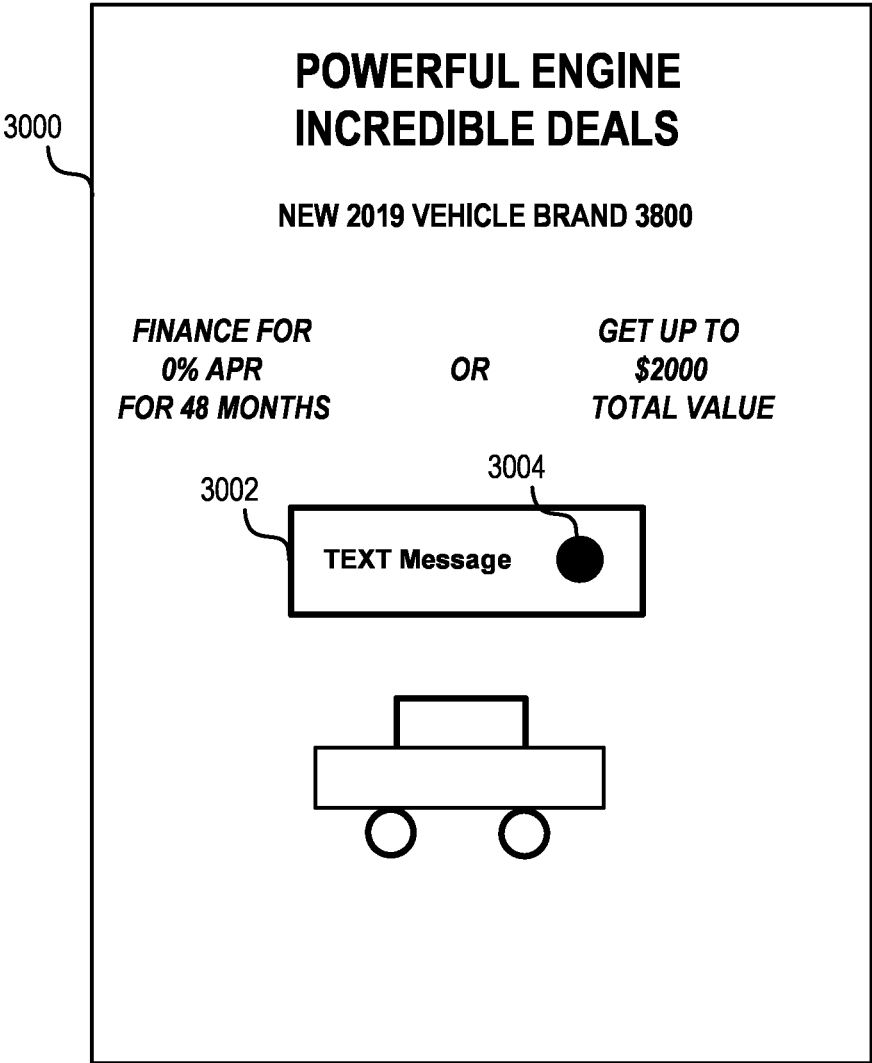 POWERFUL ENGINE
INCREDIBLE DEALS
3000
NEW 2019 VEHICLE BRAND 3800
FINANCE FOR
0% APR
FOR 48 MONTHS
OR
GET UP TO
$2000
TOTAL VALUE
3002
3004
TEXT Message